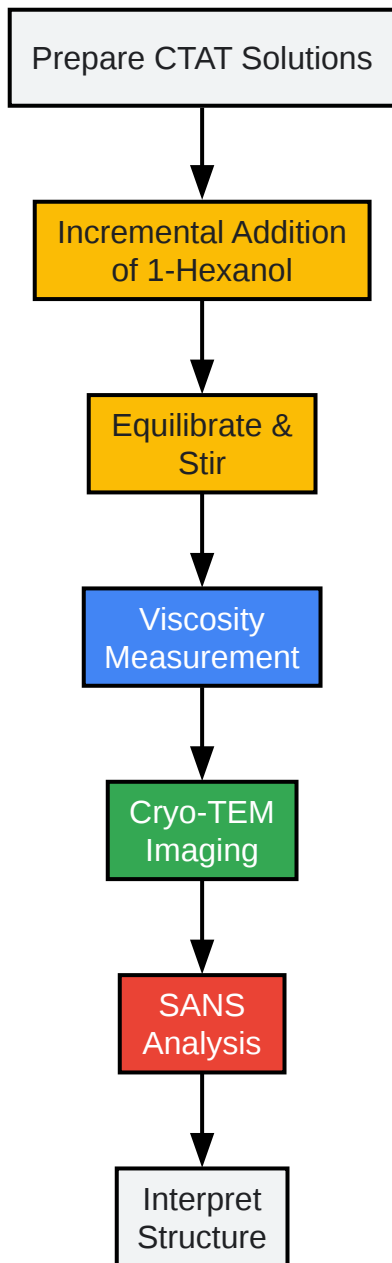 Prepare CTAT Solutions
Incremental Addition
of 1-Hexanol
Equilibrate &
Stir
Viscosity
Measurement
Cryo-TEM
Imaging
SANS
Analysis
Interpret
Structure